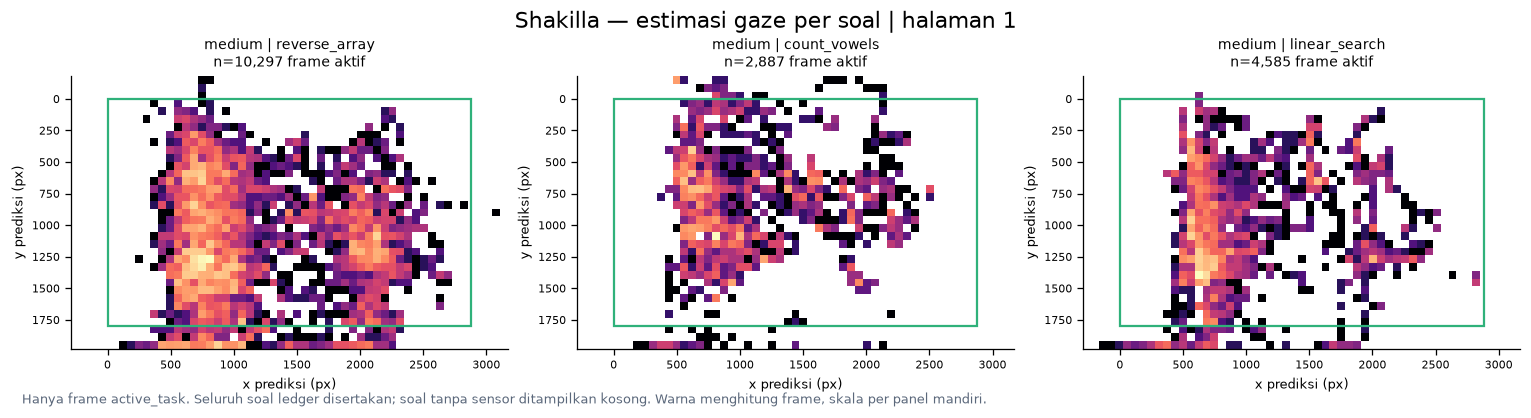 Shakilla — estimasi gaze per soal | halaman 1
medium | reverse_array
n=10,297 frame aktif
medium | count_vowels
n=2,887 frame aktif
medium | linear_search
n=4,585 frame aktif
y prediksi (px)
0
250
500
750
1000
1250
1500
1750
0 500 1000 1500 2000 2500 3000
x prediksi (px)
y prediksi (px)
0
250
500
750
1000
1250
1500
1750
0 500 1000 1500 2000 2500 3000
x prediksi (px)
y prediksi (px)
0
250
500
750
1000
1250
1500
1750
0 500 1000 1500 2000 2500 3000
x prediksi (px)
Hanya frame active_task. Seluruh soal ledger disertakan; soal tanpa sensor ditampilkan kosong. Warna menghitung frame, skala per panel mandiri.